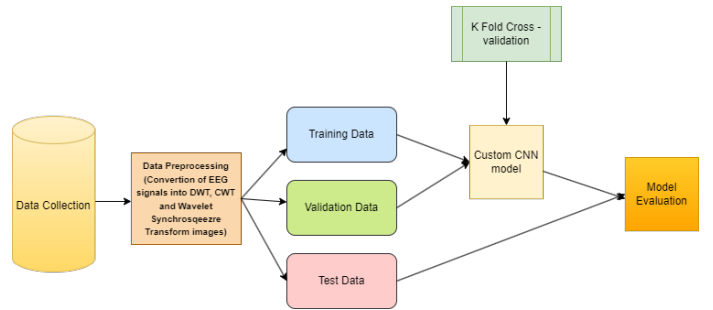 K Fold Cross -
validation
Training Data
Data Collection
Data Preprocessing
(Convertion of EEG
signals into DWT, CWT
and Wavelet
Synchrosqeezre
Transform images)
Custom CNN
model
Validation Data
Model
Evaluation
Test Data